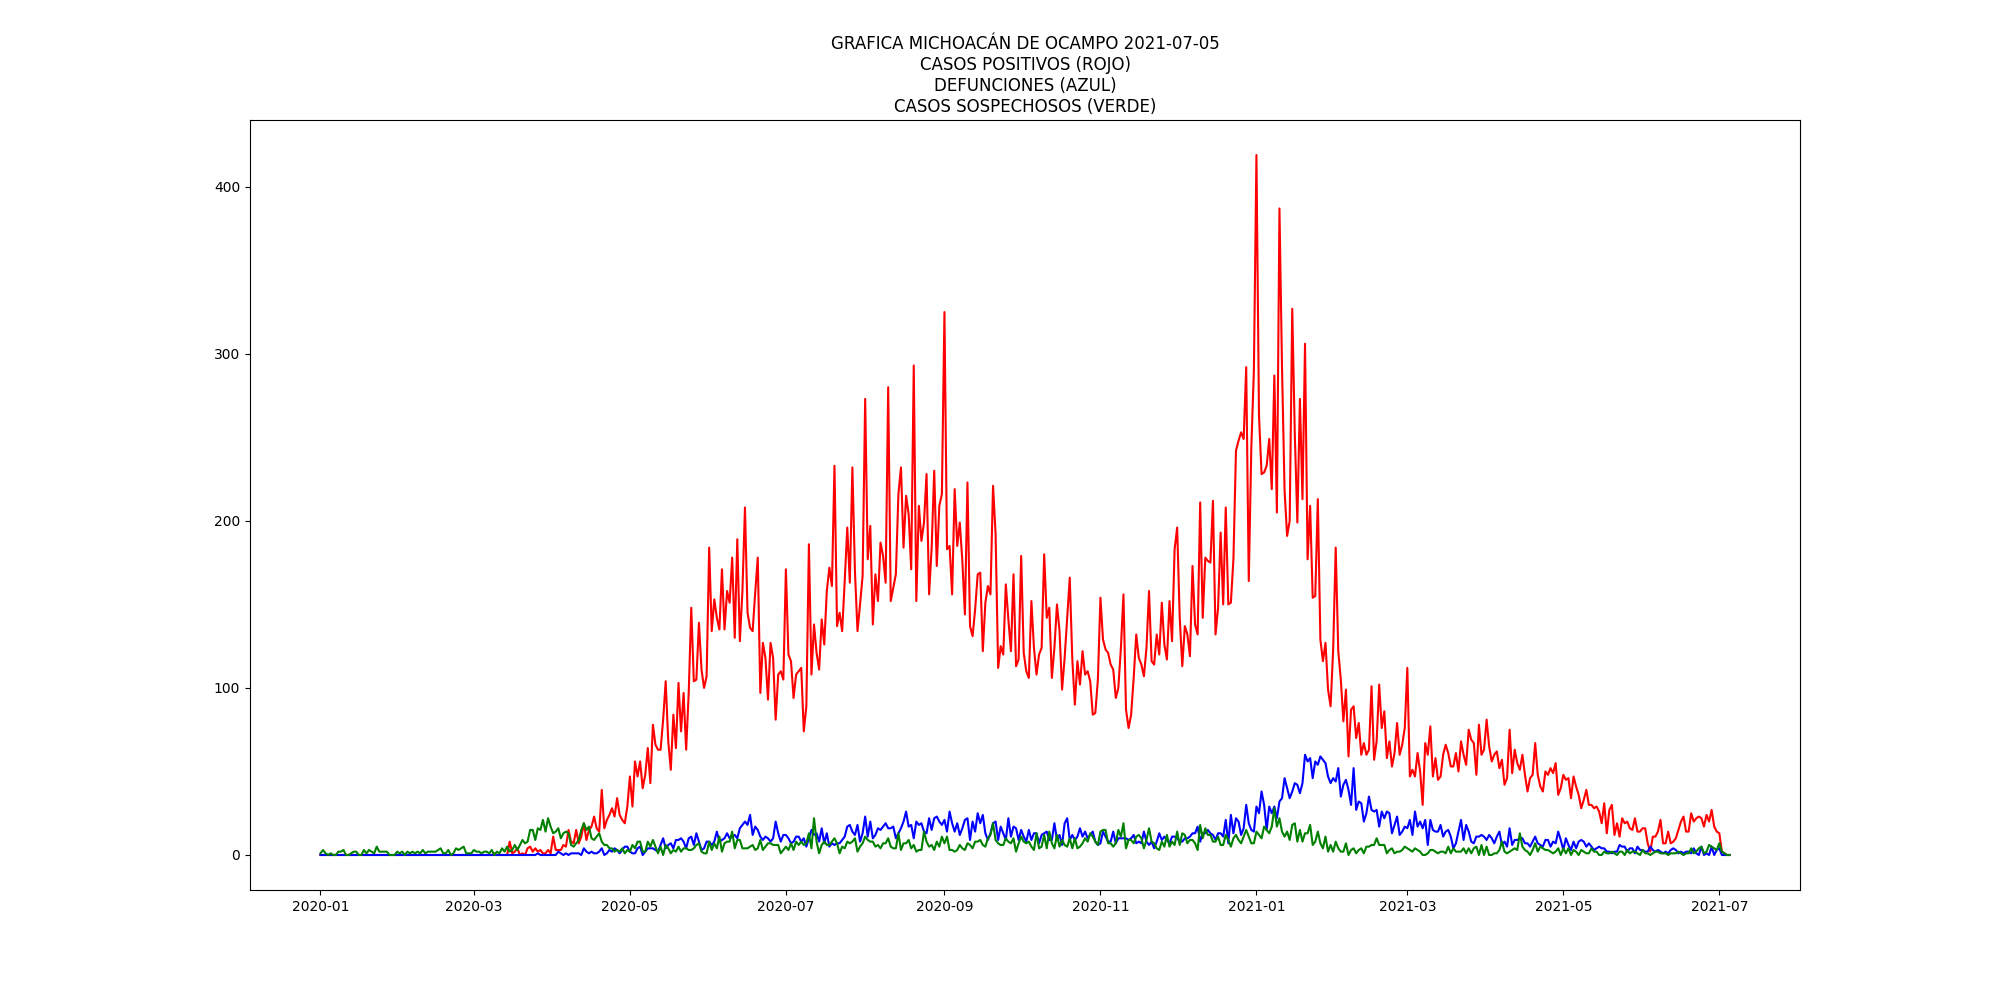 GRAFICA MICHOACÁN DE OCAMPO 2021-07-05
CASOS POSITIVOS (ROJO)
DEFUNCIONES (AZUL)
CASOS SOSPECHOSOS (VERDE)
400
300
200
100
0
2020-01 2020-03 2020-05 2020-07 2020-09 2020-11 2021-01 2021-03 2021-05 2021-07